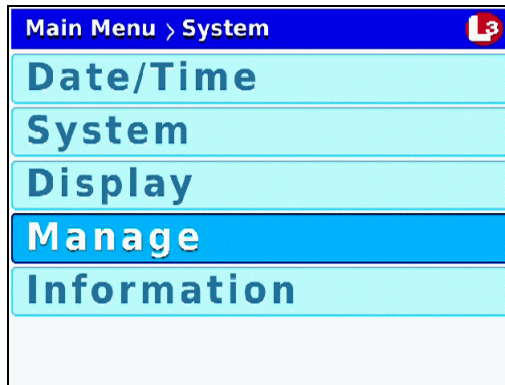 Main Menu > System
L3
Date/Time
System
Display
Manage
Information